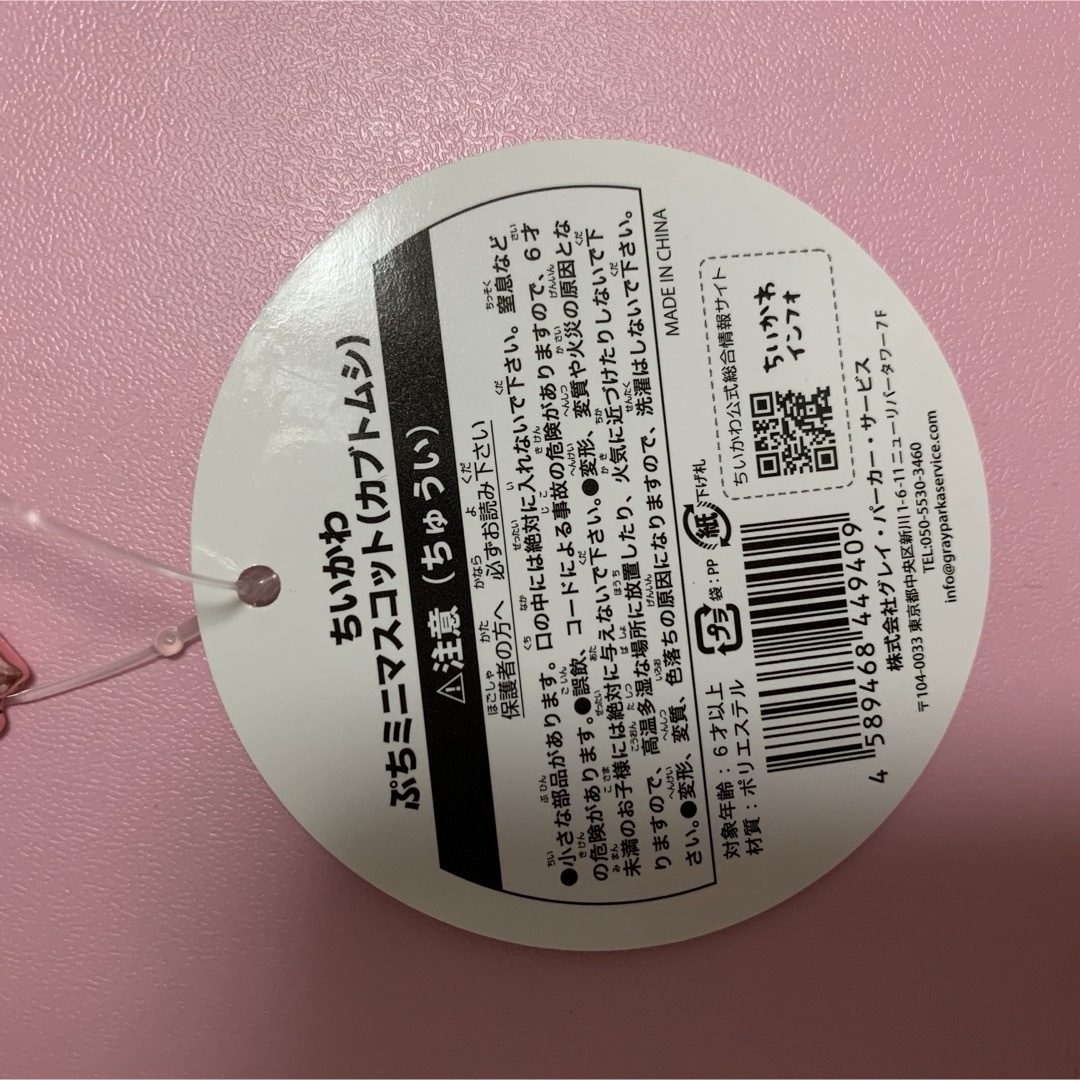 ちいかわ
ぷちミニマスコット(カブトムシ)
⚠注意（ちゅうい）
保護者の方へ 必ずお読み下さい
●小さな部品があります。口の中には絶対に入れないで下さい。窒息など
の危険があります。●誤飲、コードによる事故の危険がありますので、6才
未満のお子様には絶対に与えないで下さい。●変形、変質や火災の原因とな
りますので、高温多湿な場所に放置したり、火気に近づけたりしないで下
さい。●変形、変質、色落ちの原因になりますので、洗濯はしないで下さい。
MADE IN CHINA
対象年齢：6才以上
材質：ポリエステル
プラ 袋：PP 紙 下げ札
ちいかわ公式総合情報サイト
ちいかわ
インフォ
4 589468 449409
株式会社グレイ・パーカー・サービス
〒104-0033 東京都中央区新川1-6-11ニューリバータワー7F
TEL:050-5530-3460
info@grayparkaservice.com